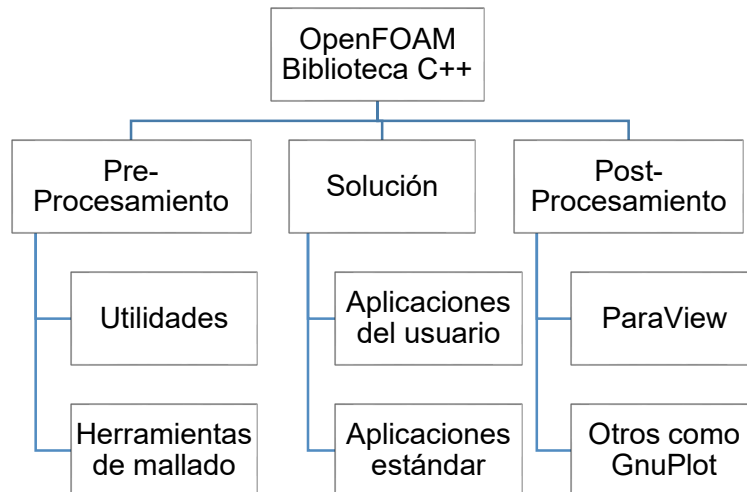 OpenFOAM
Biblioteca C++
Pre-
Procesamiento
Solución
Post-
Procesamiento
Utilidades
Aplicaciones
del usuario
ParaView
Herramientas
de mallado
Aplicaciones
estándar
Otros como
GnuPlot